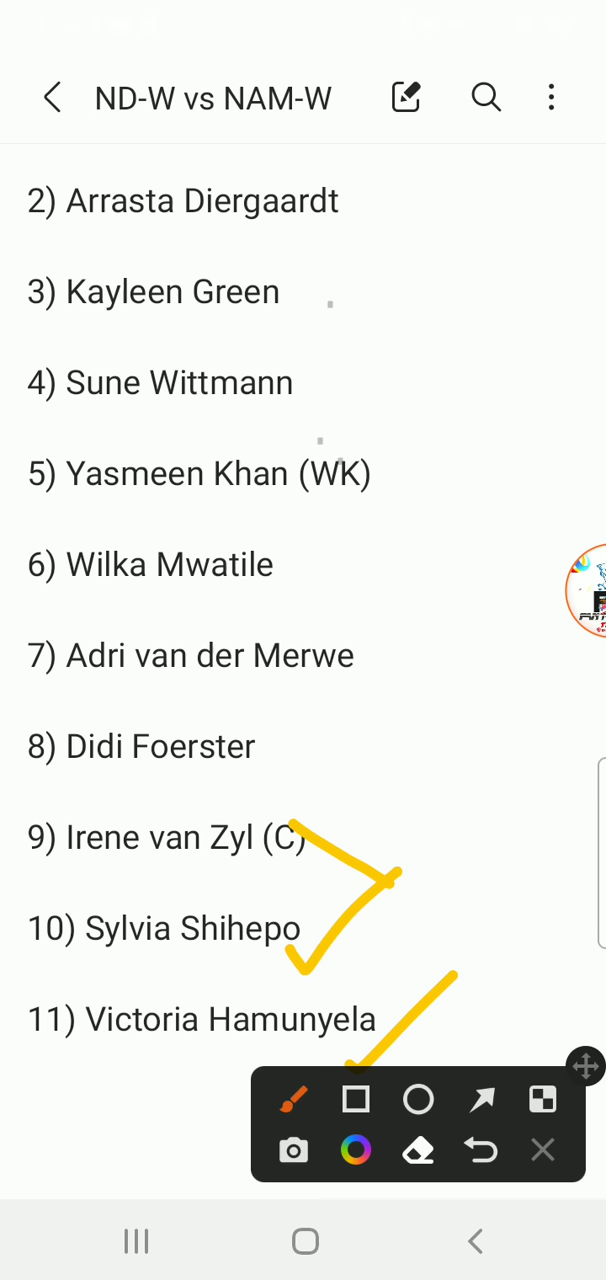 ND-W vs NAM-W
2) Arrasta Diergaardt
3) Kayleen Green
4) Sune Wittmann
5) Yasmeen Khan (WK)
6) Wilka Mwatile
7) Adri van der Merwe
8) Didi Foerster
9) Irene van Zyl (C)
10) Sylvia Shihepo
11) Victoria Hamunyela